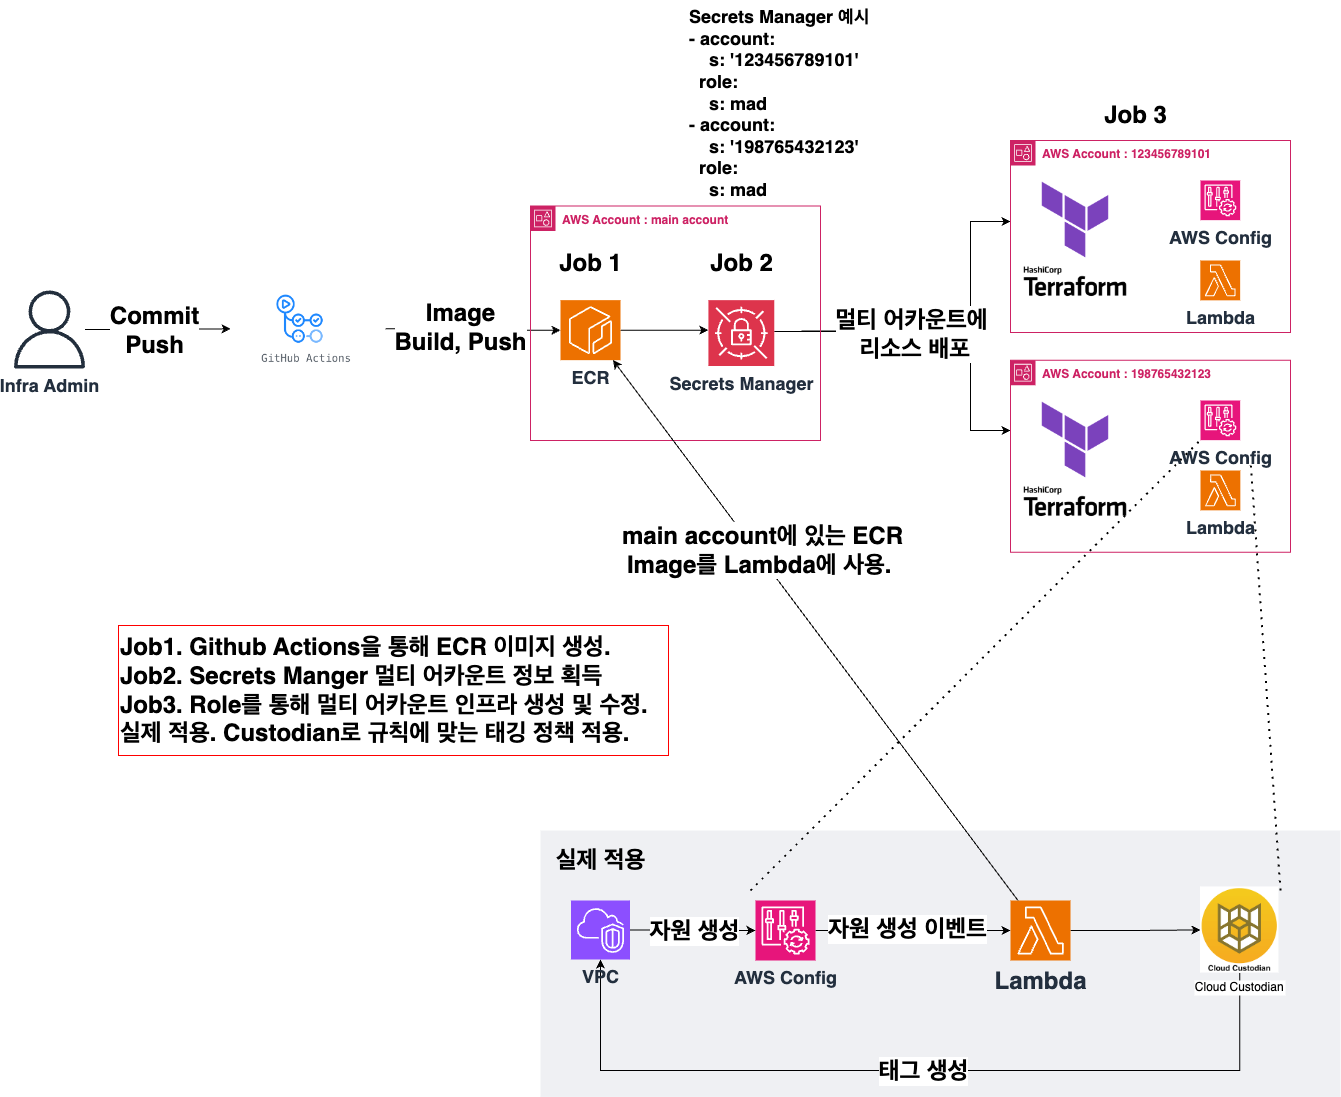 Secrets Manager 예시
- account:
s: '123456789101'
role:
s: mad
- account:
s: '198765432123'
role:
s: mad
Job 3
AWS Account : 123456789101
AWS Config
HashiCorp
Terraform
Lambda
AWS Account : main account
Job 1
Job 2
ECR
Secrets Manager
Infra Admin
Commit
Push
GitHub Actions
Image
Build, Push
멀티 어카운트에
리소스 배포
AWS Account : 198765432123
AWS Config
HashiCorp
Terraform
Lambda
main account에 있는 ECR
Image를 Lambda에 사용.
Job1. Github Actions을 통해 ECR 이미지 생성.
Job2. Secrets Manger 멀티 어카운트 정보 획득
Job3. Role를 통해 멀티 어카운트 인프라 생성 및 수정.
실제 적용. Custodian로 규칙에 맞는 태깅 정책 적용.
실제 적용
VPC
자원 생성
AWS Config
자원 생성 이벤트
Lambda
Cloud Custodian
Cloud Custodian
태그 생성